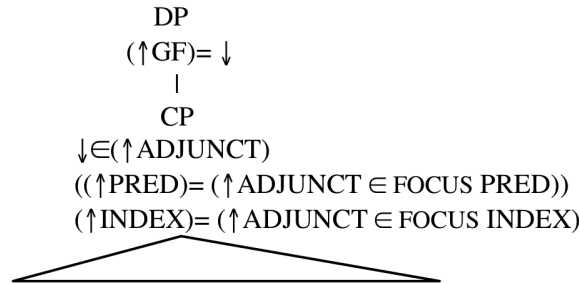 DP
(↑GF)= ↓
CP
↓∈(↑ADJUNCT)
((↑PRED)= (↑ADJUNCT ∈ FOCUS PRED))
(↑INDEX)= (↑ADJUNCT ∈ FOCUS INDEX)